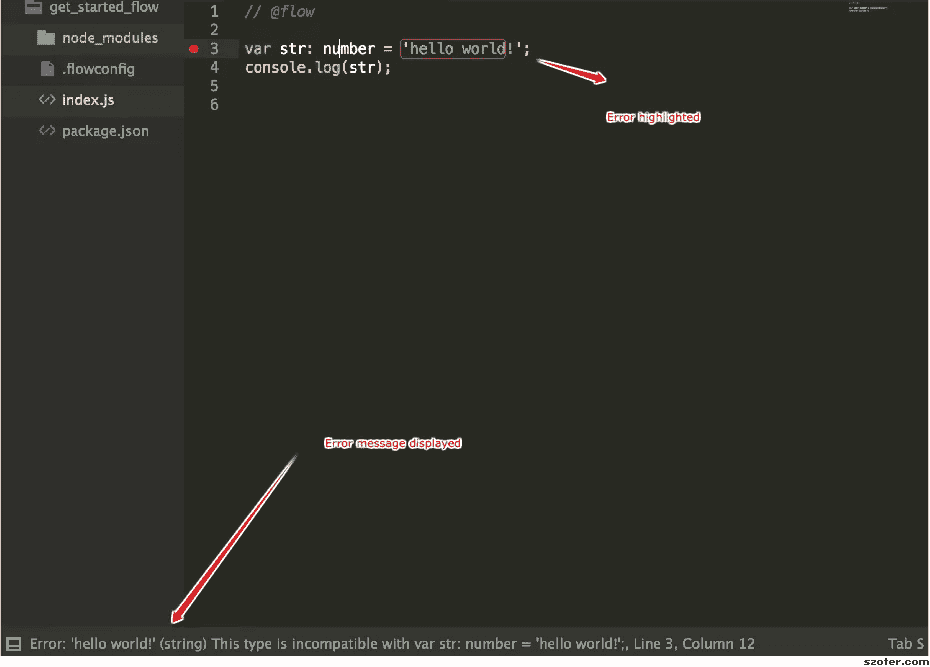 get_started_flow
node_modules
.flowconfig
index.js
package.json
1 // @flow
2
3 var str: number = 'hello world!';
4 console.log(str);
5
6
Error highlighted
Error message displayed
Error: 'hello world!' (string) This type is incompatible with var str: number = 'hello world!';, Line 3, Column 12
Tab S
szoter.com